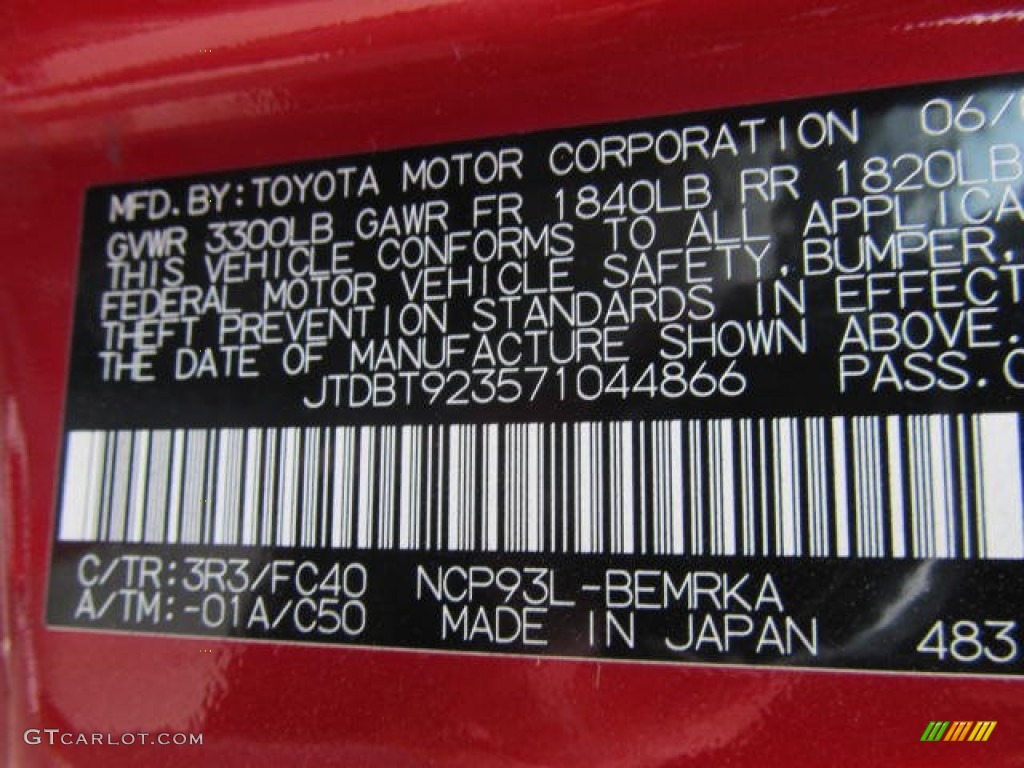 MFD. BY: TOYOTA MOTOR CORPORATION 06/
GVWR 3300LB GAWR FR 1840LB RR 1820LB
THIS VEHICLE CONFORMS TO ALL APPLICA
FEDERAL MOTOR VEHICLE SAFETY, BUMPER,
THEFT PREVENTION STANDARDS IN EFFECT
THE DATE OF MANUFACTURE SHOWN ABOVE.
JTDBT923571044866 PASS. C
C/TR: 3R3/FC40 NCP93L-BEMRKA
A/TM: -01A/C50 MADE IN JAPAN 483
GTCARLOT.COM